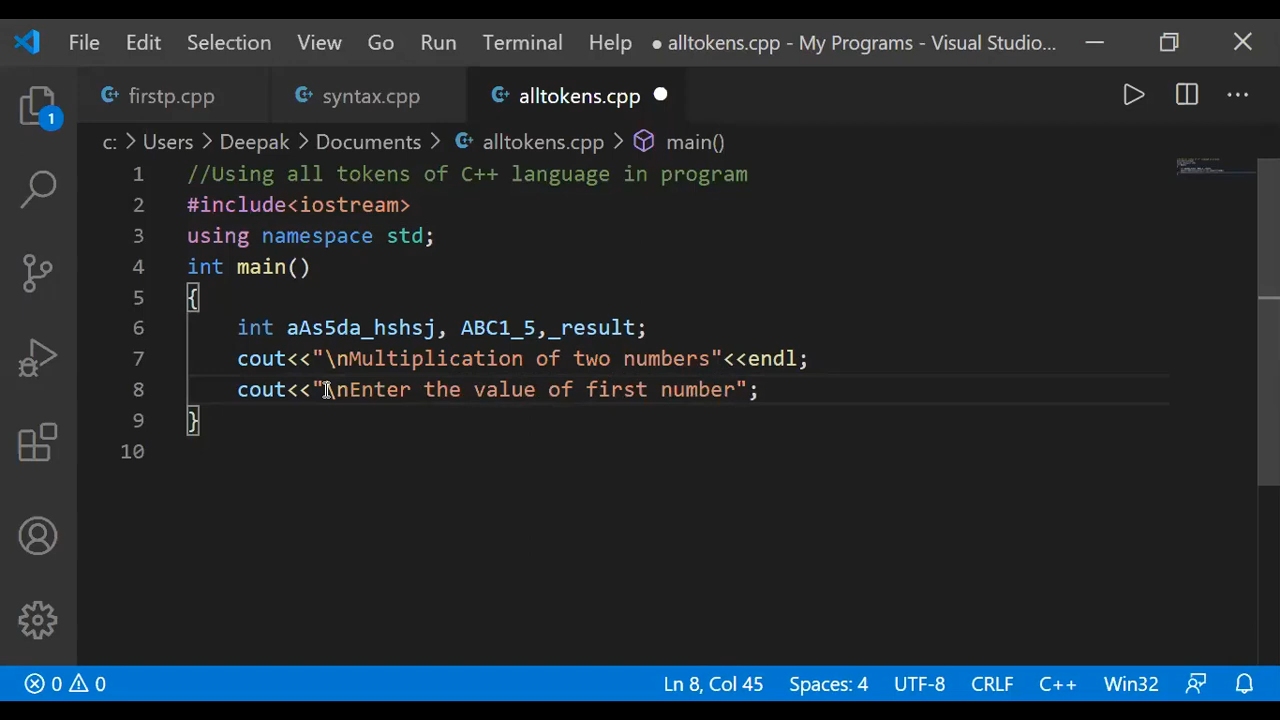 File Edit Selection View Go Run Terminal Help ● alltokens.cpp - My Programs - Visual Studio...
firstp.cpp syntax.cpp alltokens.cpp ●
1
c: > Users > Deepak > Documents > alltokens.cpp > main()
1 //Using all tokens of C++ language in program
2 #include<iostream>
3 using namespace std;
4 int main()
5 {
6 int aAs5da_hshsj, ABC1_5,_result;
7 cout<<"\nMultiplication of two numbers"<<endl;
8 cout<<"\nEnter the value of first number";
9 }
10
0 0 Ln 8, Col 45 Spaces: 4 UTF-8 CRLF C++ Win32